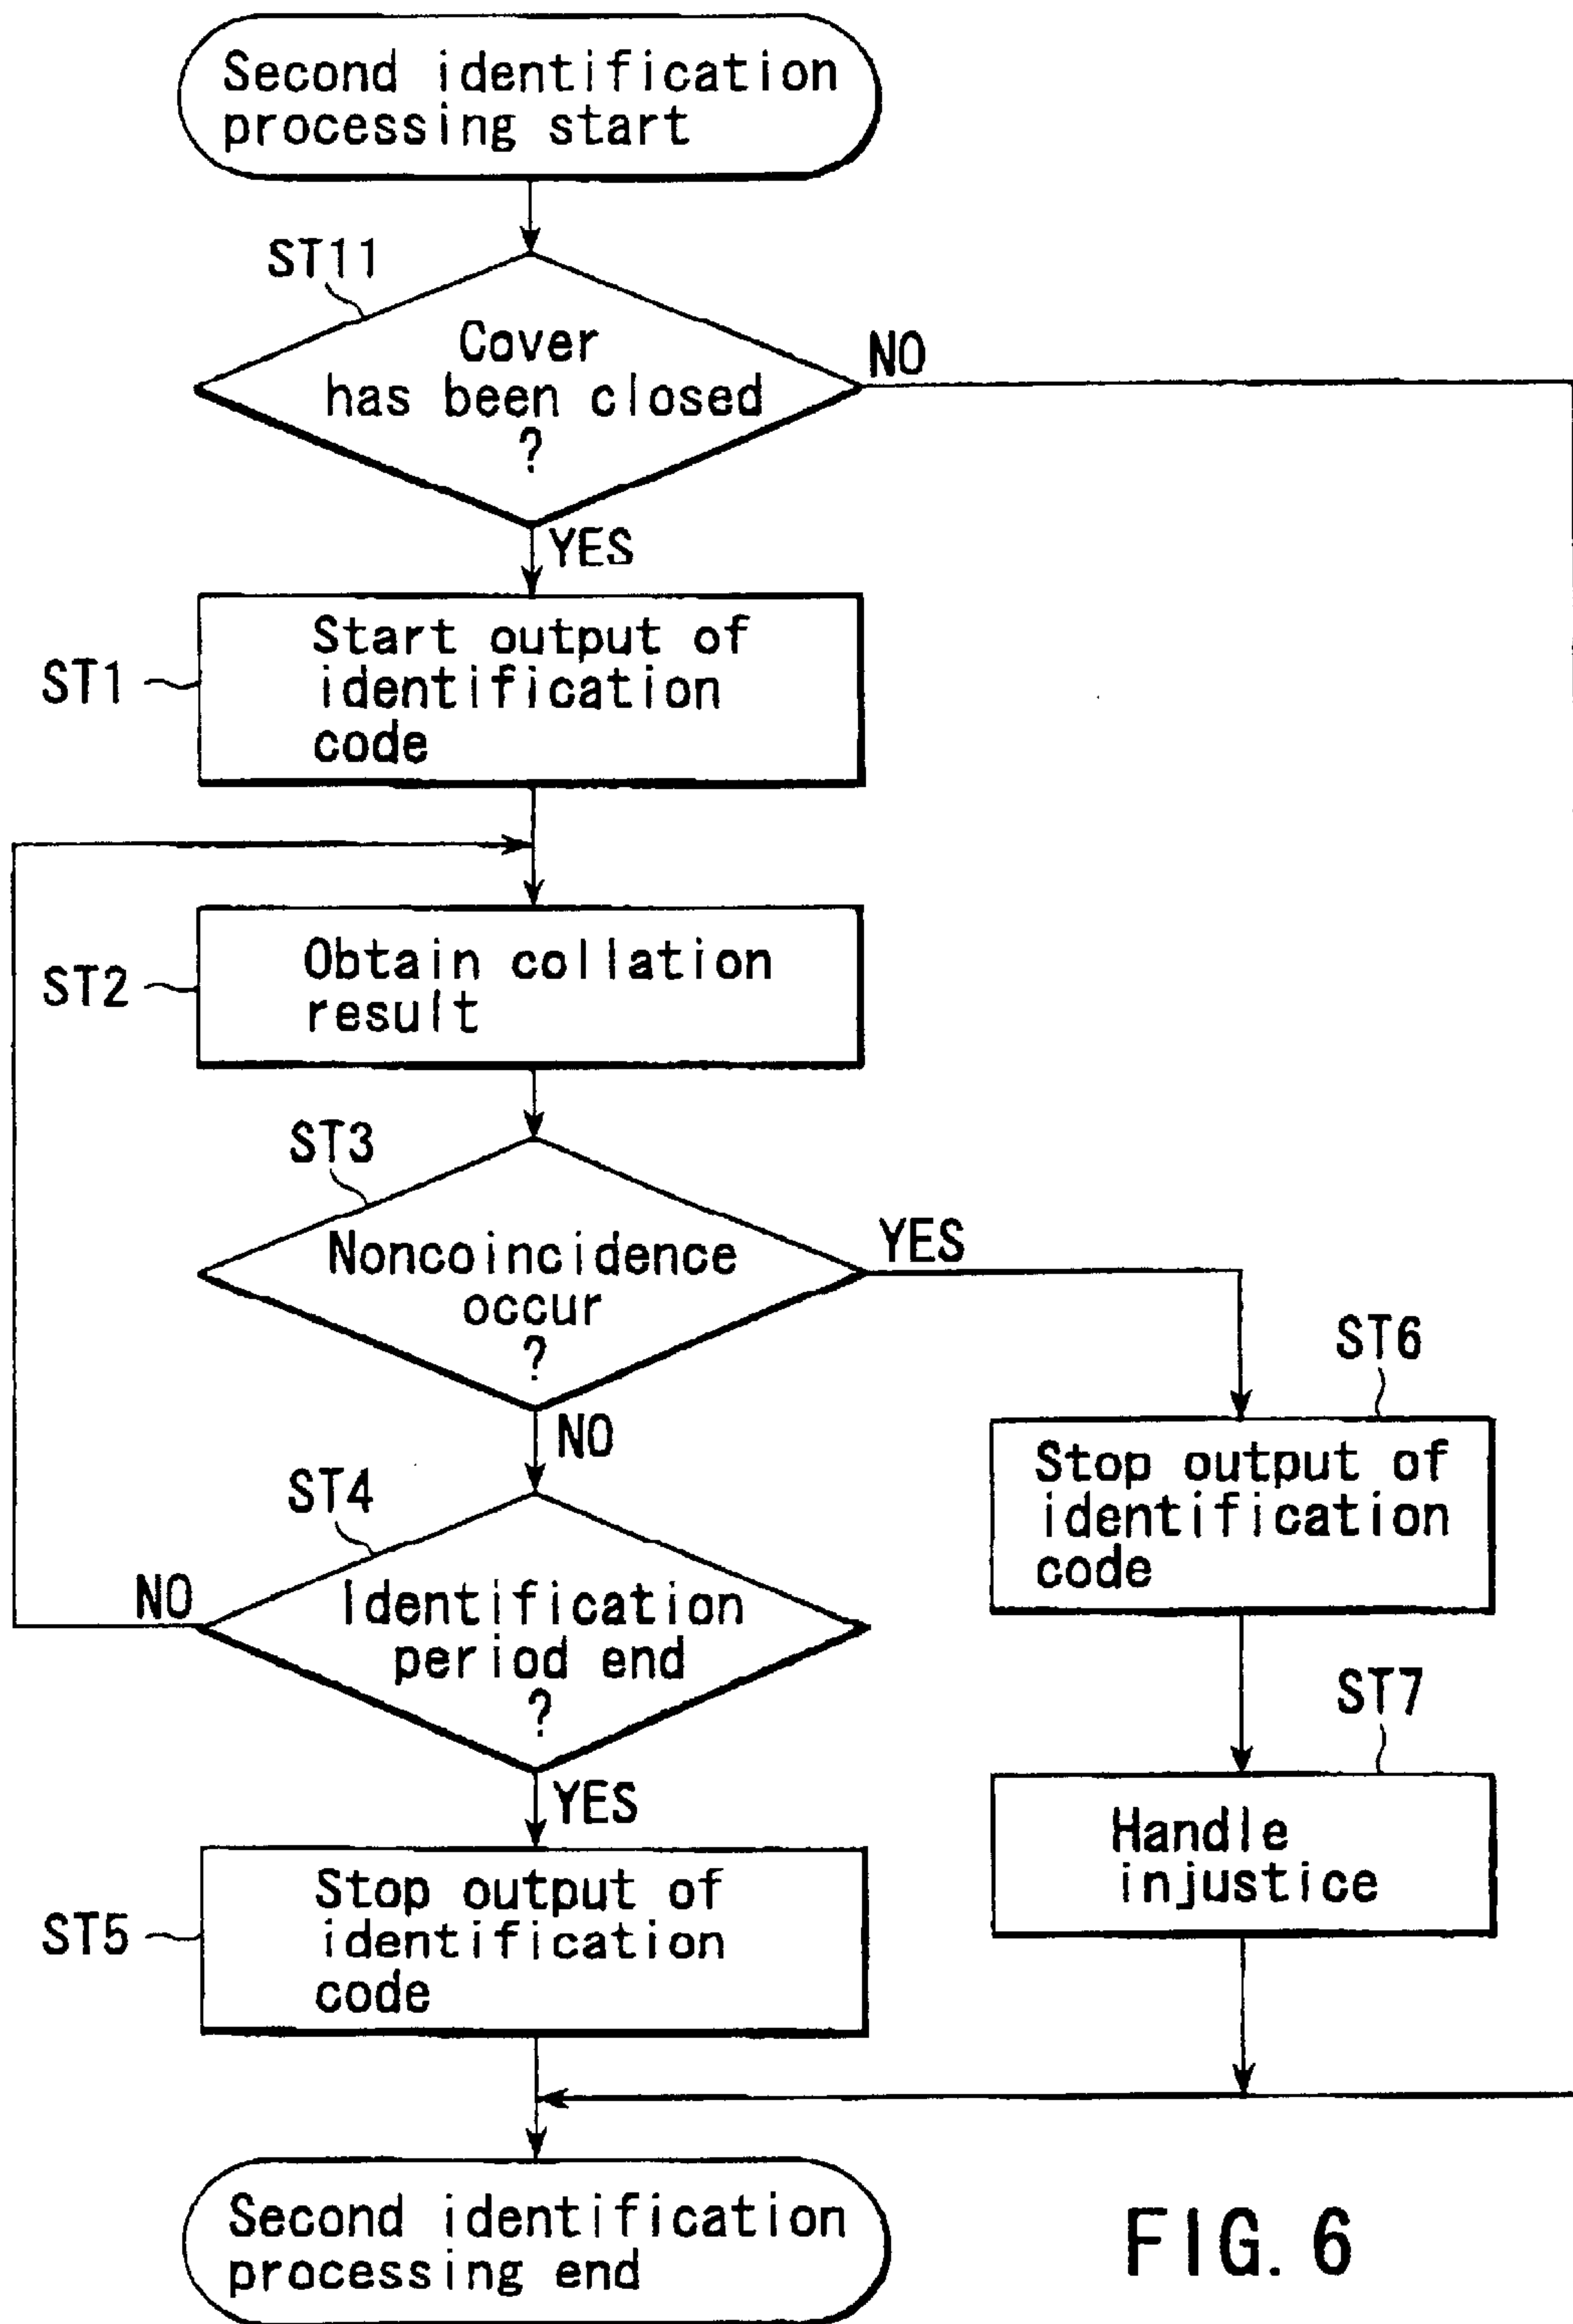 Second identification
processing start
ST11
Cover
has been closed
?
NO
YES
ST1
Start output of
identification
code
ST2
Obtain collation
result
ST3
Noncoincidence
occur
?
YES
NO
ST6
Stop output of
identification
code
ST4
Identification
period end
?
NO
YES
ST7
Handle
injustice
ST5
Stop output of
identification
code
Second identification
processing end
FIG. 6